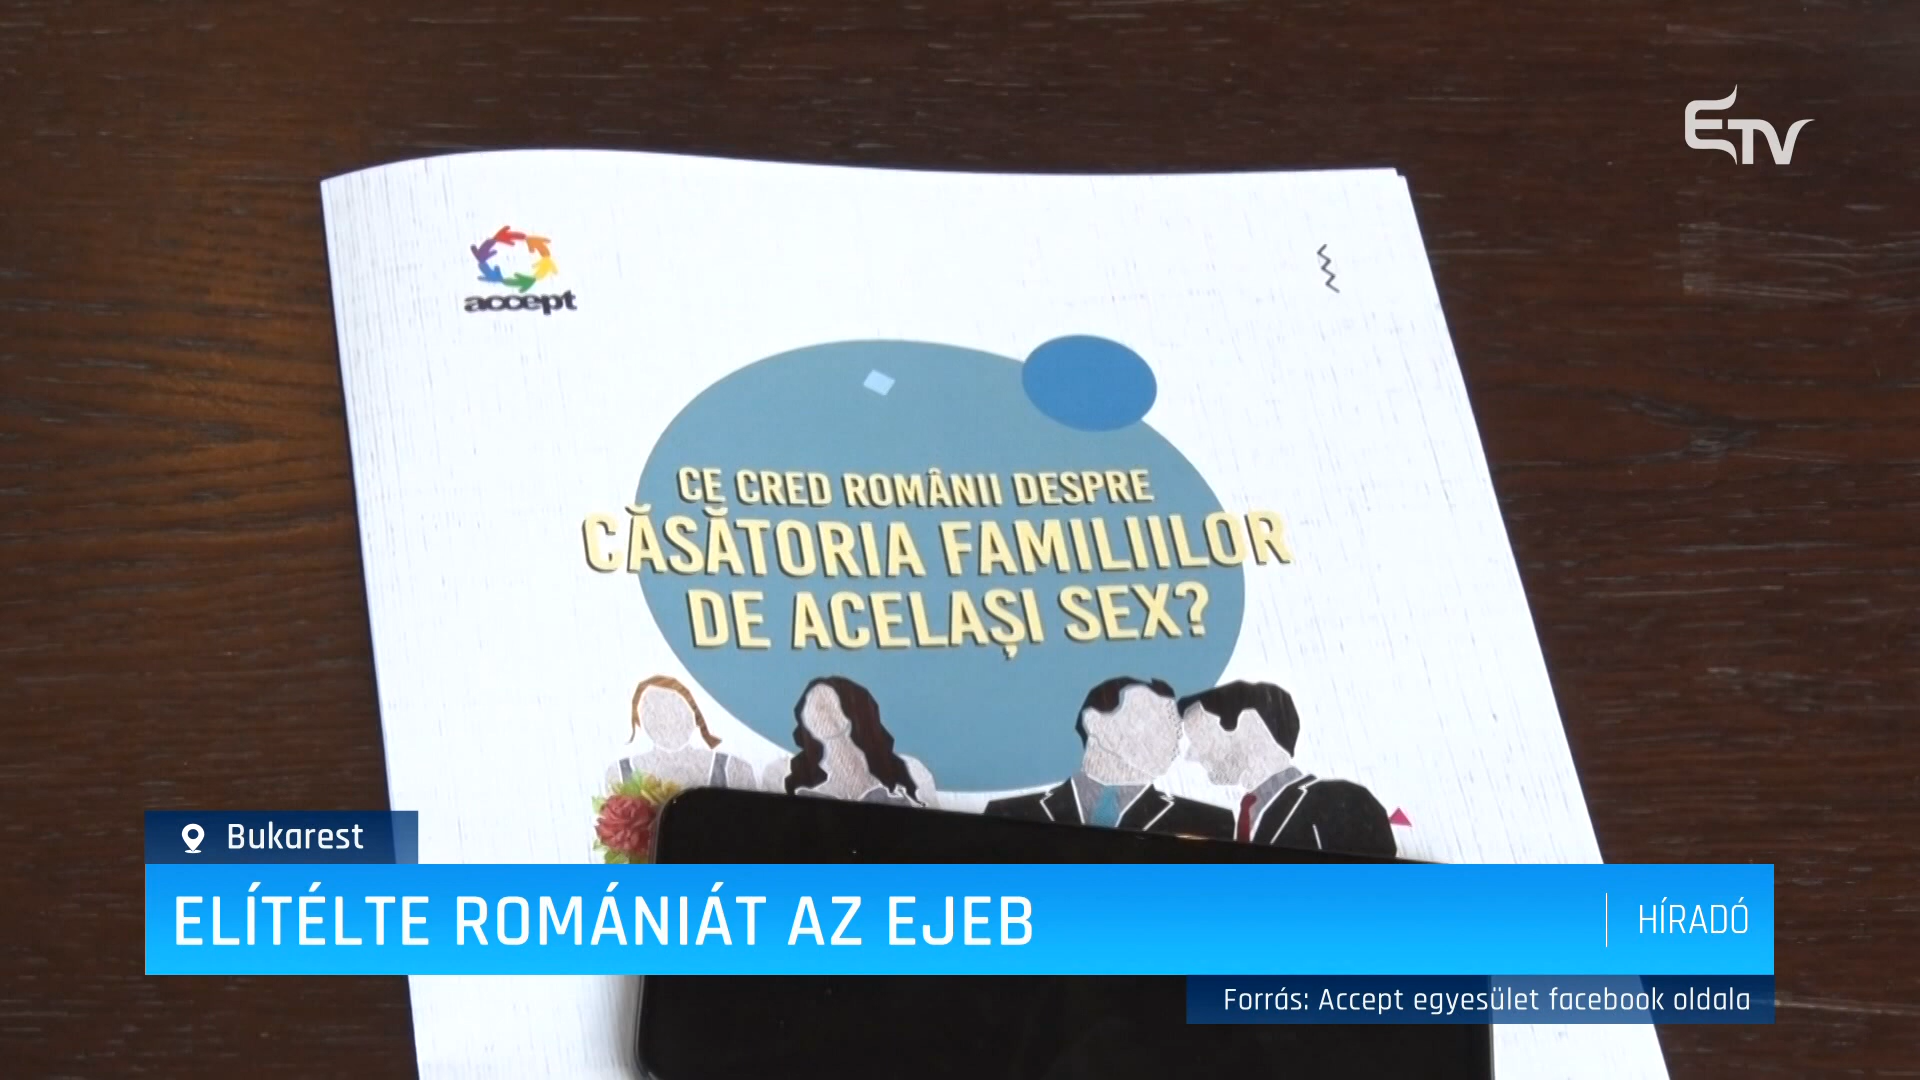 ETV
accept
CE CRED ROMÂNII DESPRE
CĂSĂTORIA FAMILIILOR
DE ACELAȘI SEX?
Bukarest
ELÍTÉLTE ROMÁNIÁT AZ EJEB
HÍRADÓ
Forrás: Accept egyesület facebook oldala